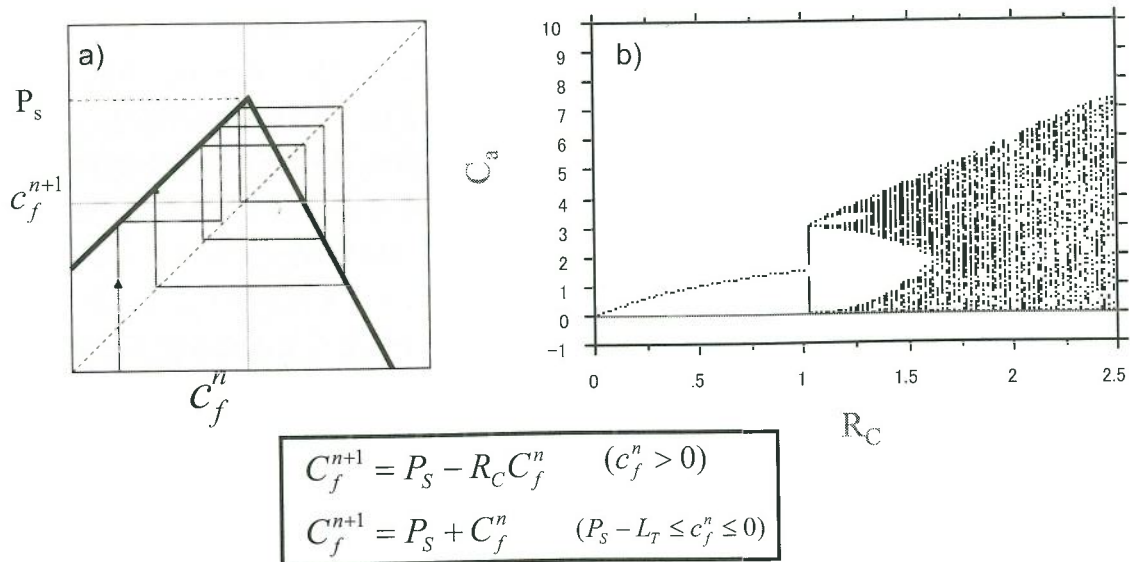 a)
P_s
c_f^{n+1}
c_f^n
b)
C_a
10
9
8
7
6
5
4
3
2
1
0
-1
0
.5
1
1.5
2
2.5
R_C
C_f^{n+1} = P_S - R_C C_f^n (c_f^n > 0)
C_f^{n+1} = P_S + C_f^n (P_S - L_T ≤ c_f^n ≤ 0)